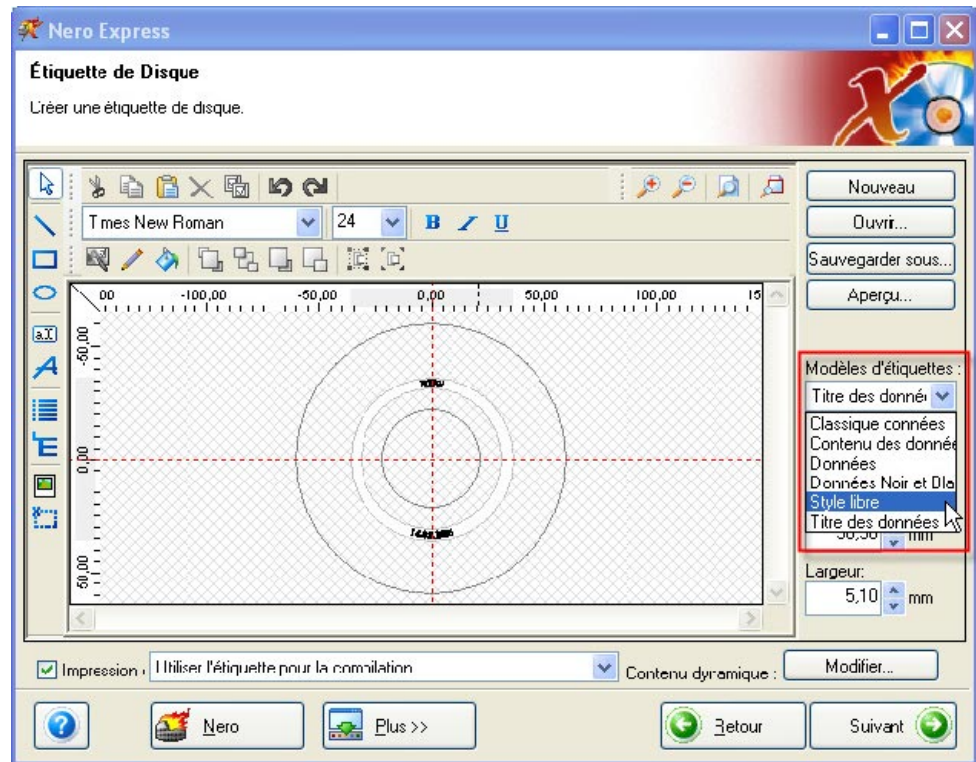 Nero Express
Étiquette de Disque
Créer une étiquette de disque.
Nouveau
Times New Roman 24 B I U
Ouvrir...
Sauvegarder sous...
00 -100,00 -50,00 0,00 50,00 100,00 15
Aperçu...
-50,00
0,00
50,00
Modèles d'étiquettes :
Titre des donné
Classique connées
Contenu des donnée
Données
Données Noir et Bla
Style libre
Titre des données
mm
Largeur:
5,10 mm
Impression : Utiliser l'étiquette pour la compilation
Contenu dynamique : Modifier...
Nero
Plus >>
Retour
Suivant